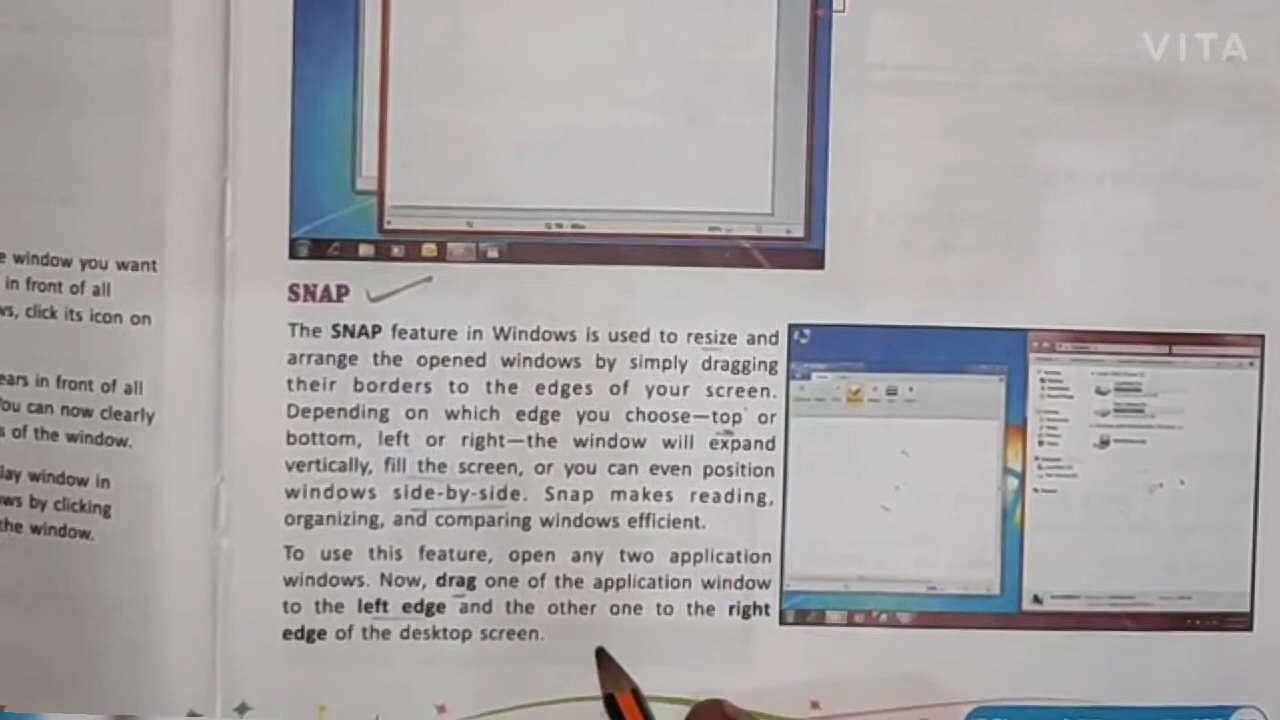 VITA
e window you want
in front of all
ws, click its icon on
ears in front of all
You can now clearly
s of the window.
lay window in
ws by clicking
the window.
SNAP
The SNAP feature in Windows is used to resize and
arrange the opened windows by simply dragging
their borders to the edges of your screen.
Depending on which edge you choose—top or
bottom, left or right—the window will expand
vertically, fill the screen, or you can even position
windows side-by-side. Snap makes reading,
organizing, and comparing windows efficient.
To use this feature, open any two application
windows. Now, drag one of the application window
to the left edge and the other one to the right
edge of the desktop screen.